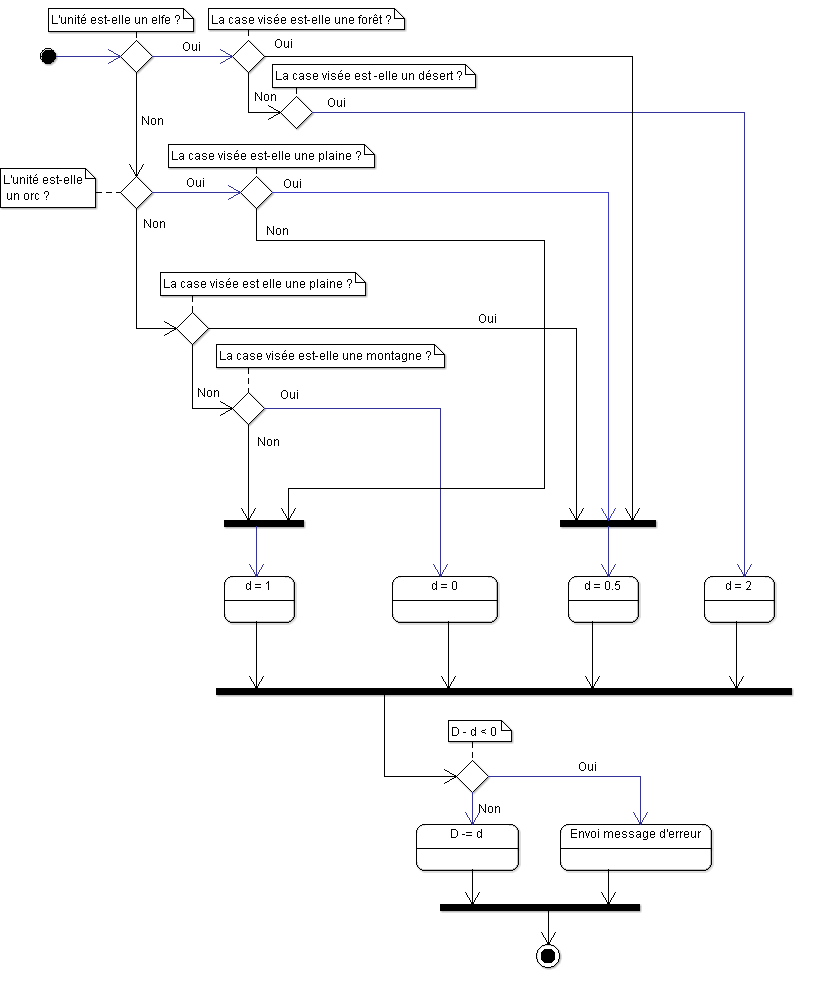 L'unité est-elle un elfe ?
La case visée est-elle une forêt ?
Oui
Oui
La case visée est-elle un désert ?
Non
Oui
Non
La case visée est-elle une plaine ?
L'unité est-elle
un orc ?
Oui
Oui
Non
Non
La case visée est elle une plaine ?
Oui
La case visée est-elle une montagne ?
Non
Oui
Non
d = 1
d = 0
d = 0.5
d = 2
D - d < 0
Oui
Non
D -= d
Envoi message d'erreur